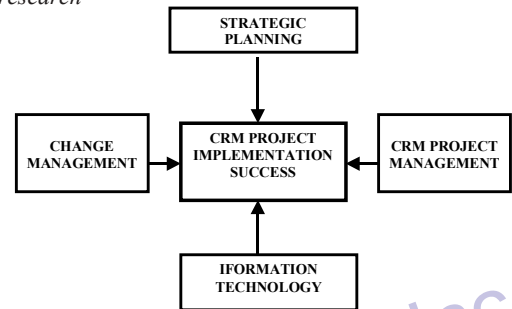 research
STRATEGIC
PLANNING
CHANGE
MANAGEMENT
CRM PROJECT
IMPLEMENTATION
SUCCESS
CRM PROJECT
MANAGEMENT
IFORMATION
TECHNOLOGY